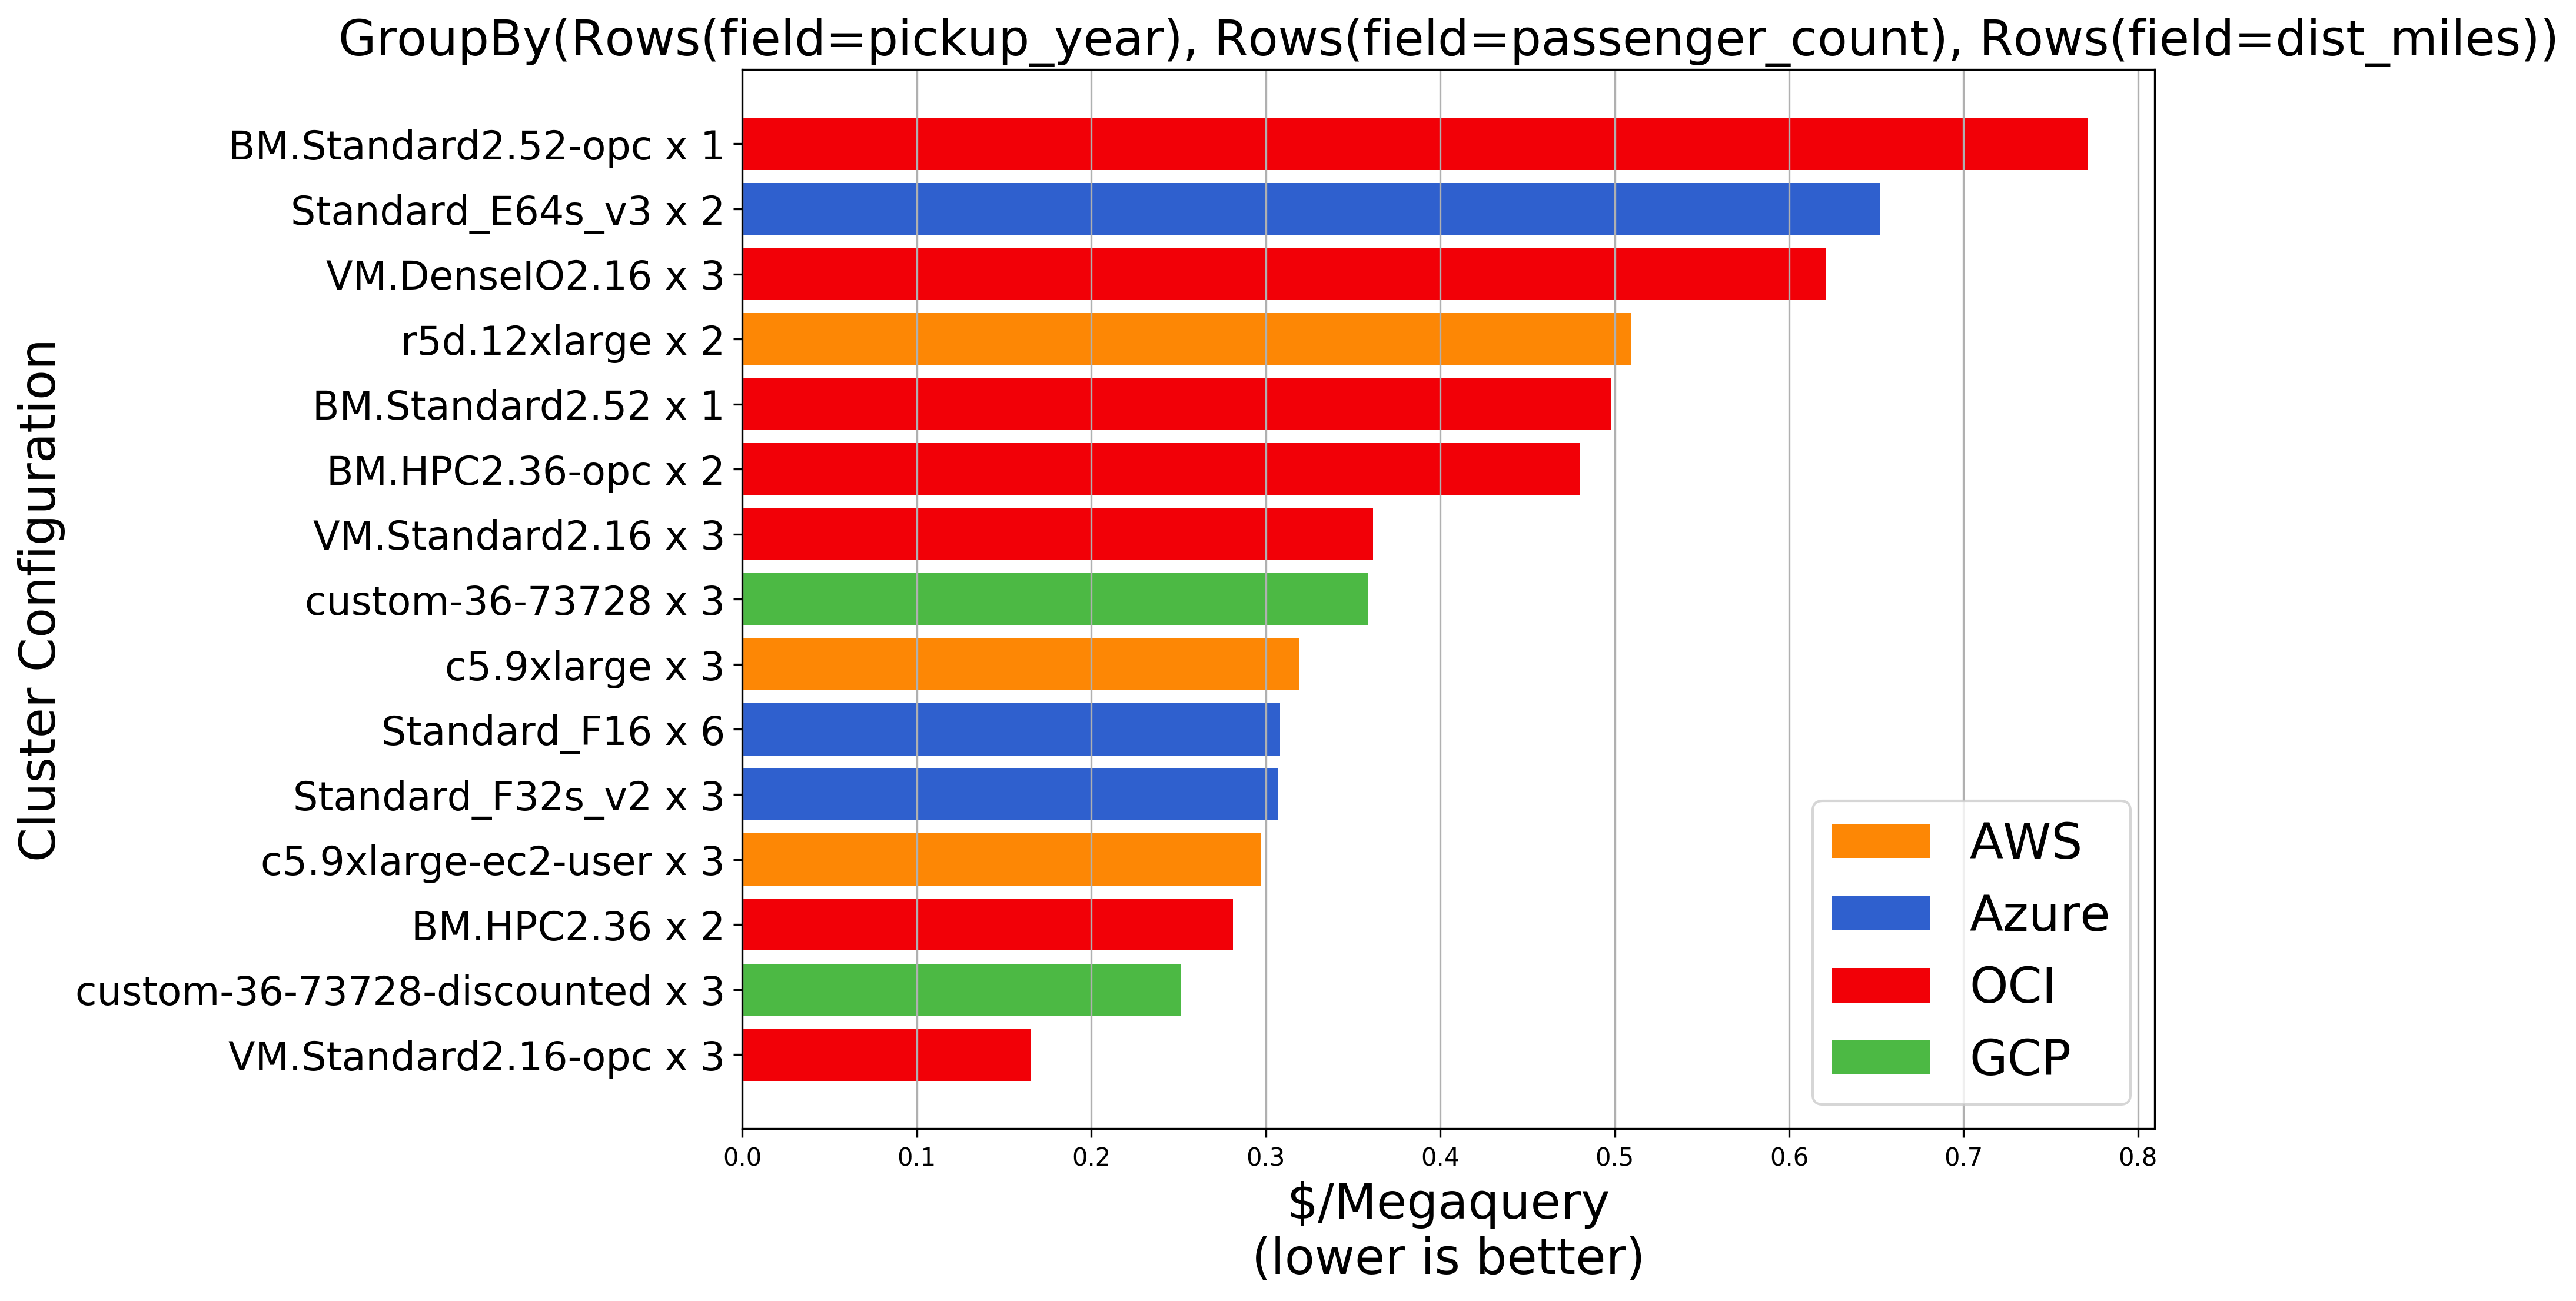 GroupBy(Rows(field=pickup_year), Rows(field=passenger_count), Rows(field=dist_miles))
Cluster Configuration
BM.Standard2.52-opc x 1
Standard_E64s_v3 x 2
VM.DenseIO2.16 x 3
r5d.12xlarge x 2
BM.Standard2.52 x 1
BM.HPC2.36-opc x 2
VM.Standard2.16 x 3
custom-36-73728 x 3
c5.9xlarge x 3
Standard_F16 x 6
Standard_F32s_v2 x 3
c5.9xlarge-ec2-user x 3
BM.HPC2.36 x 2
custom-36-73728-discounted x 3
VM.Standard2.16-opc x 3
AWS
Azure
OCI
GCP
0.0 0.1 0.2 0.3 0.4 0.5 0.6 0.7 0.8
$/Megaquery
(lower is better)